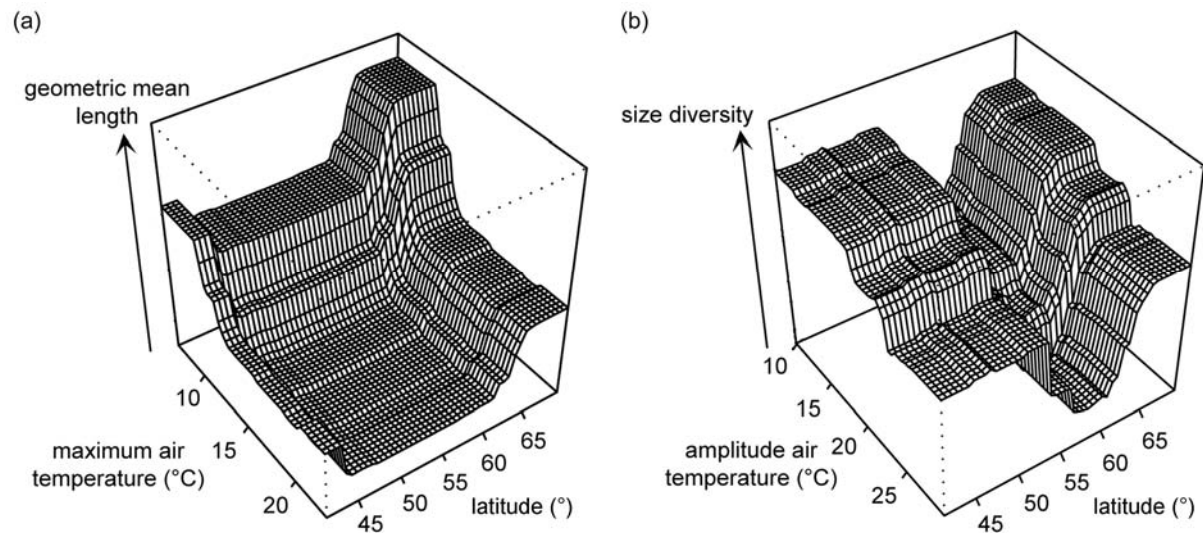 (a)
geometric mean
length
10
15
20
maximum air
temperature (°C)
45
50
55
60
65
latitude (°)
(b)
size diversity
10
15
20
25
amplitude air
temperature (°C)
45
50
55
60
65
latitude (°)